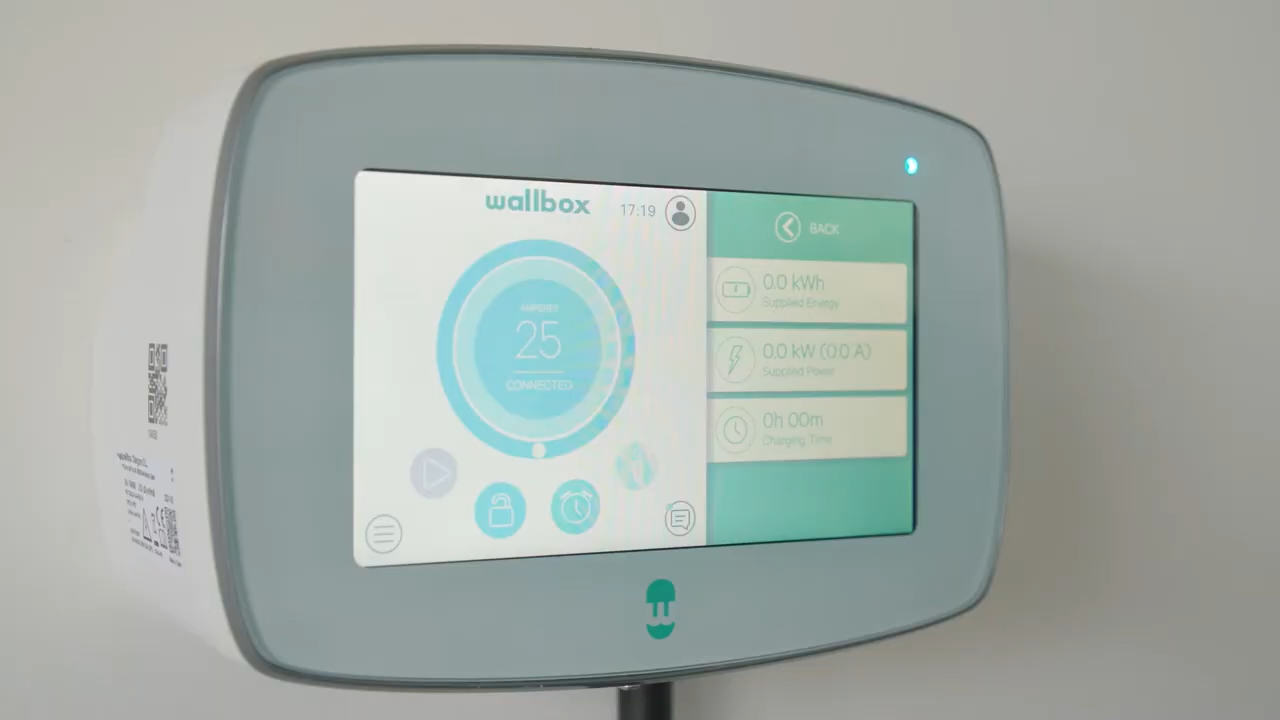 wallbox
17:19
AMPERES
25
CONNECTED
BACK
0.0 kWh
Supplied Energy
0.0 kW (0.0 A)
Supplied Power
0h 00m
Charging Time